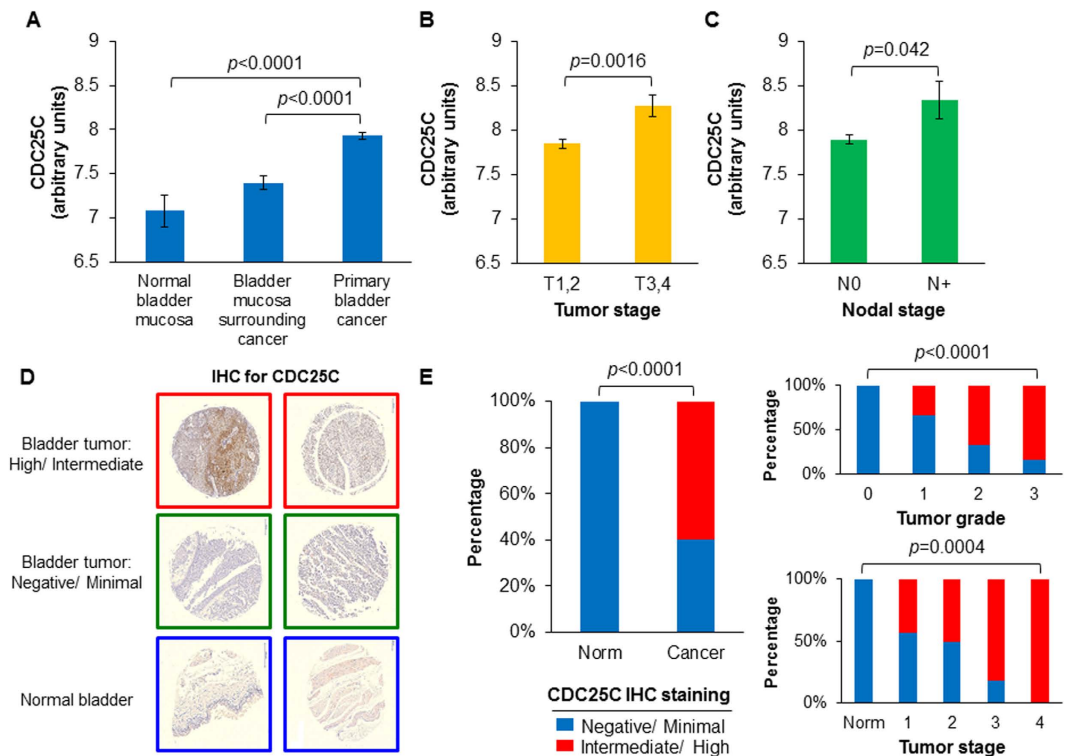 A
CDC25C
(arbitrary units)
9
8.5
8
7.5
7
6.5
p<0.0001
p<0.0001
Normal
bladder
mucosa
Bladder
mucosa
surrounding
cancer
Primary
bladder
cancer
B
CDC25C
(arbitrary units)
9
8.5
8
7.5
7
6.5
p=0.0016
T1,2
T3,4
Tumor stage
C
CDC25C
(arbitrary units)
9
8.5
8
7.5
7
6.5
p=0.042
N0
N+
Nodal stage
D
IHC for CDC25C
Bladder tumor:
High/ Intermediate
Bladder tumor:
Negative/ Minimal
Normal bladder
E
Percentage
100%
80%
60%
40%
20%
0%
p<0.0001
Norm
Cancer
CDC25C IHC staining
Negative/ Minimal
Intermediate/ High
p<0.0001
Percentage
100%
50%
0%
0 1 2 3
Tumor grade
p=0.0004
Percentage
100%
50%
0%
Norm 1 2 3 4
Tumor stage